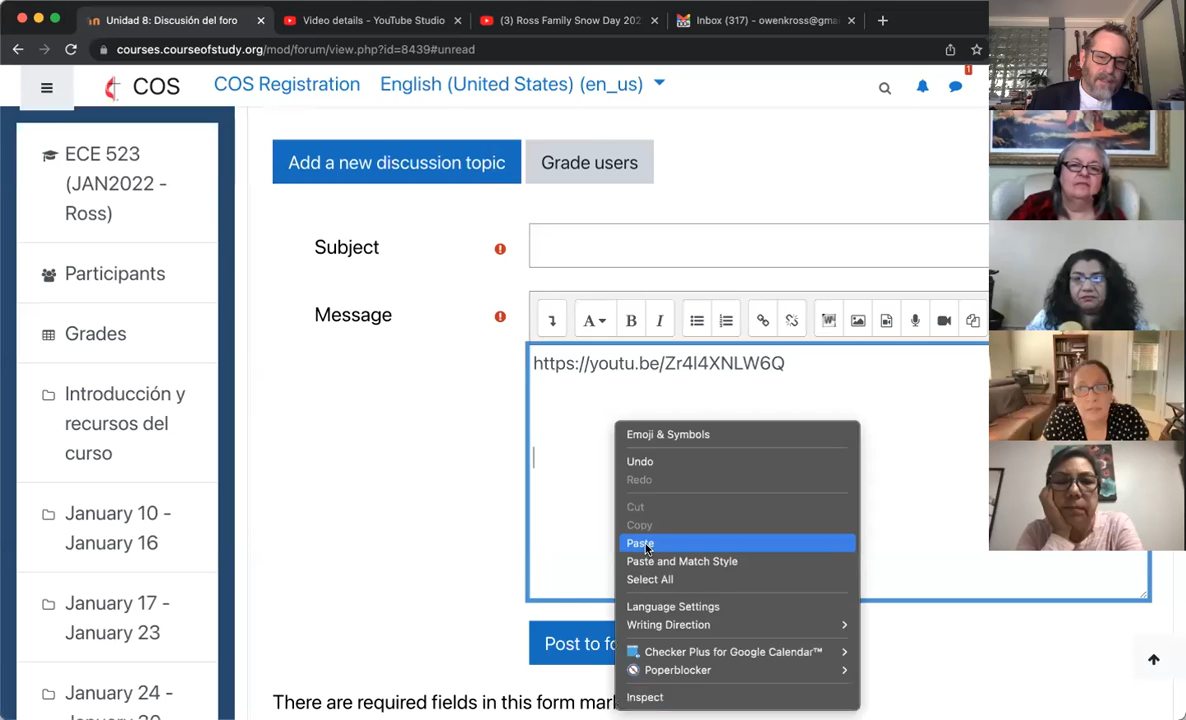 Unidad 8: Discusión del foro
Video details - YouTube Studio
(3) Ross Family Snow Day 202
Inbox (317) - owenkross@gma
courses.courseofstudy.org/mod/forum/view.php?id=8439#unread
COS
COS Registration
English (United States) (en_us)
1
ECE 523
(JAN2022 -
Ross)
Participants
Grades
Introducción y
recursos del
curso
January 10 -
January 16
January 17 -
January 23
January 24 -
Add a new discussion topic
Grade users
Subject
Message
A
B
I
https://youtu.be/Zr4l4XNLW6Q
Emoji & Symbols
Undo
Redo
Cut
Copy
Paste
Paste and Match Style
Select All
Language Settings
Writing Direction
Checker Plus for Google Calendar™
Poperblocker
Inspect
Post to fo
There are required fields in this form mar